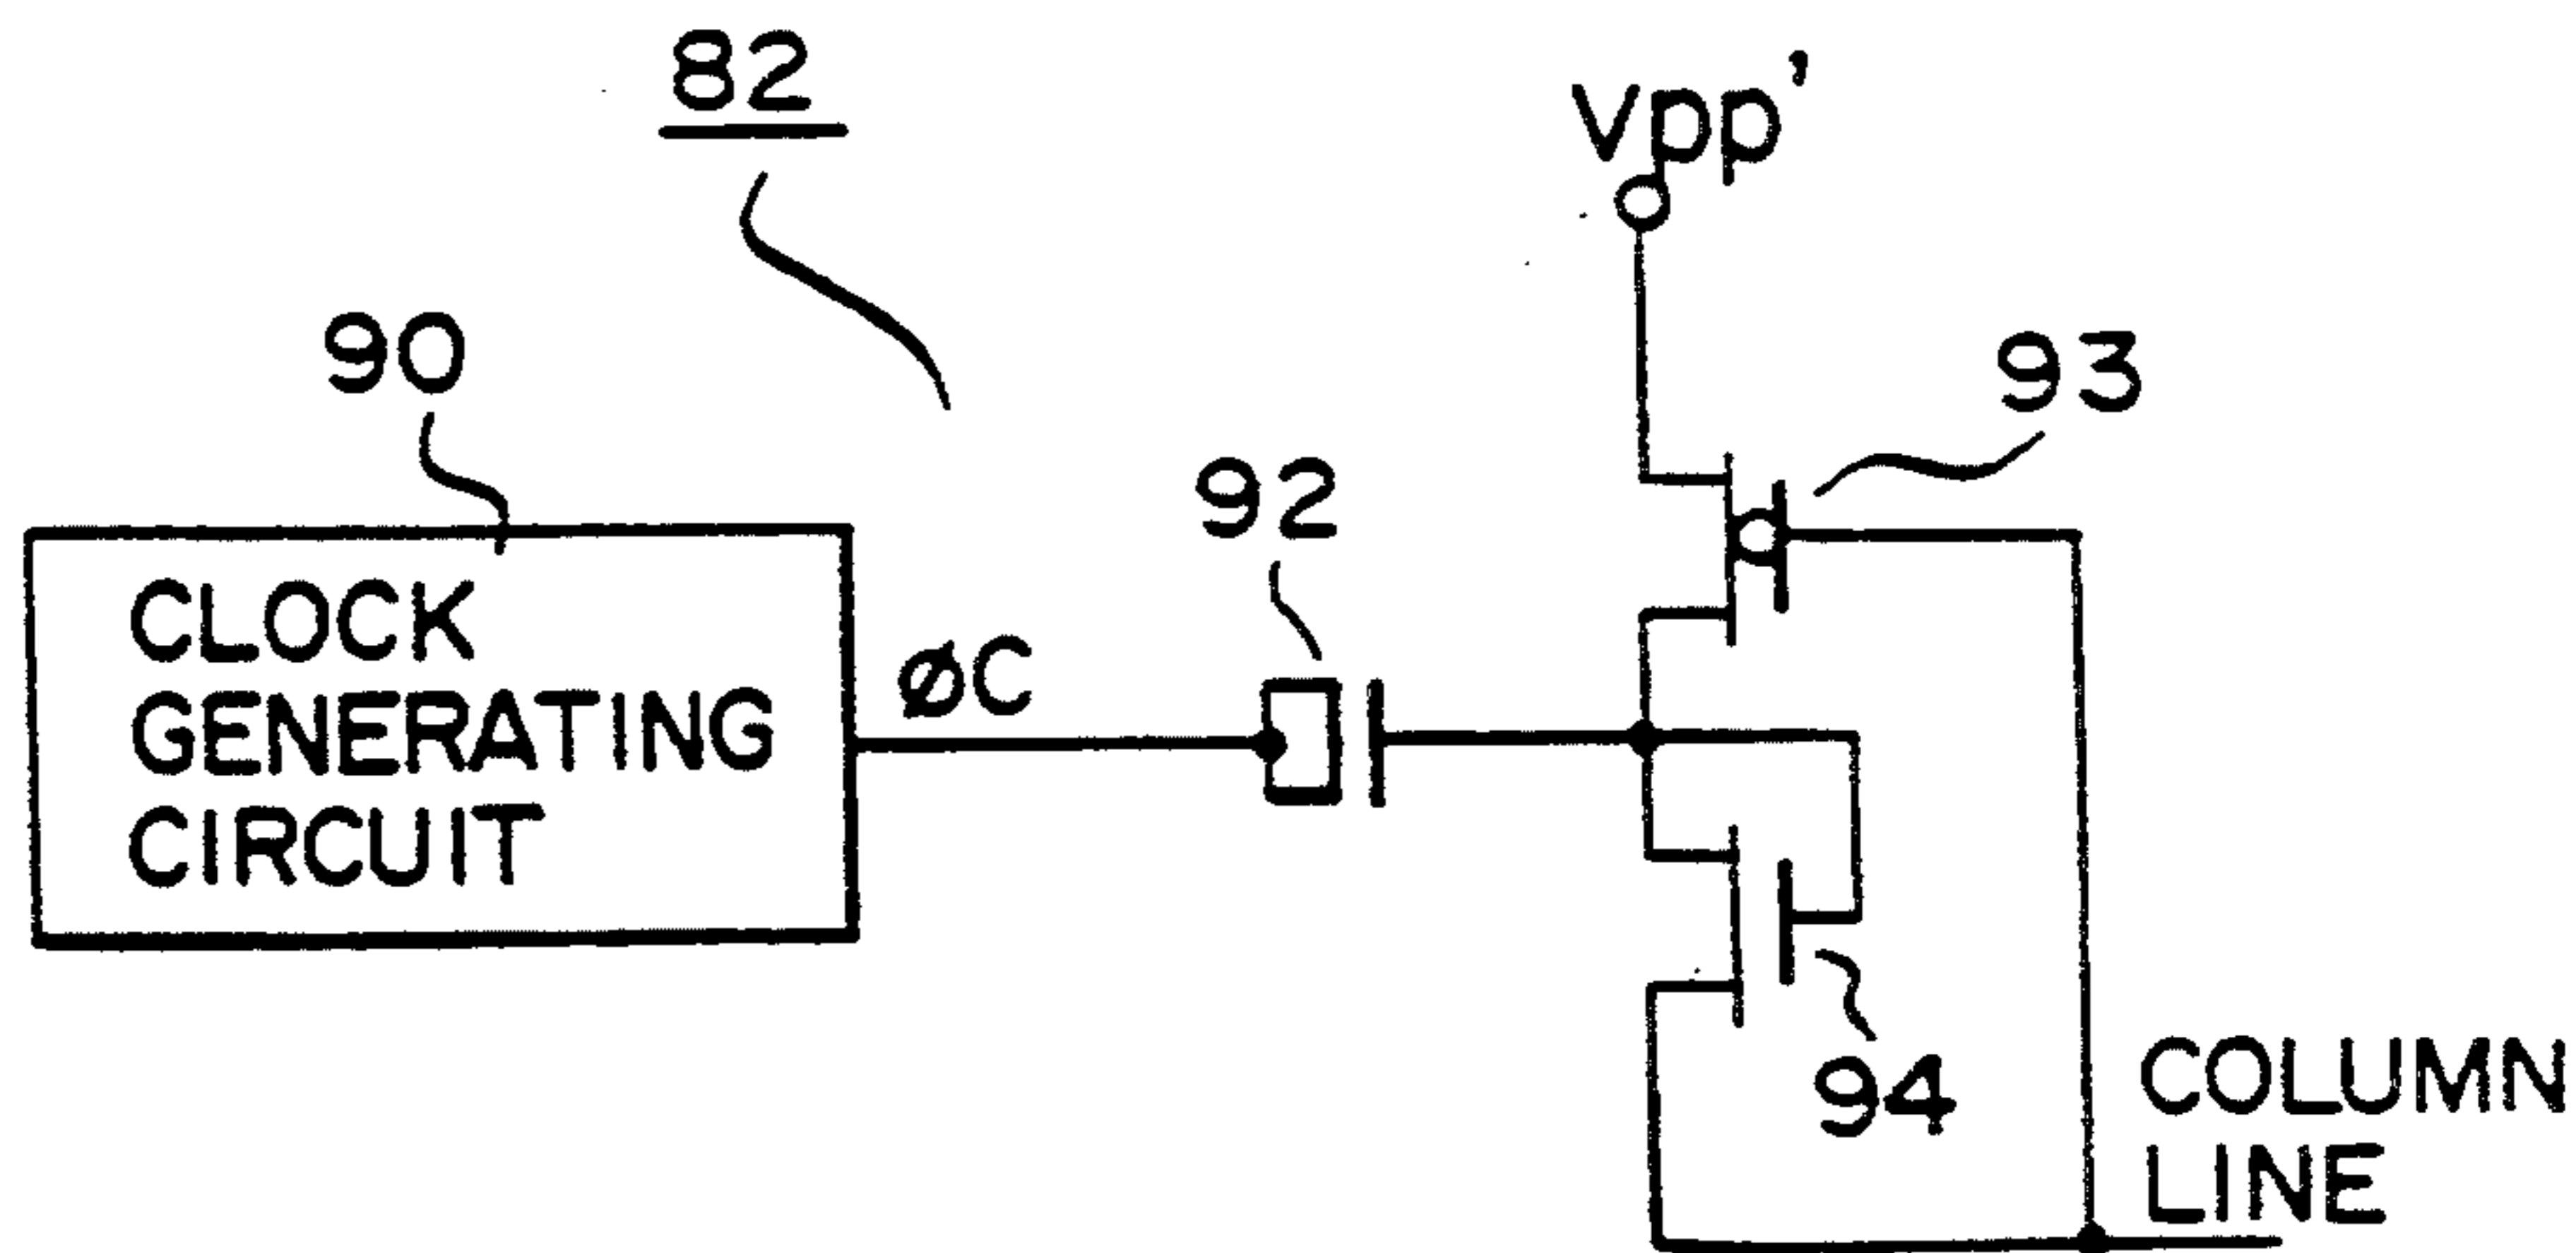 82
Vpp'
90
93
92
CLOCK
GENERATING
CIRCUIT
øC
94
COLUMN
LINE